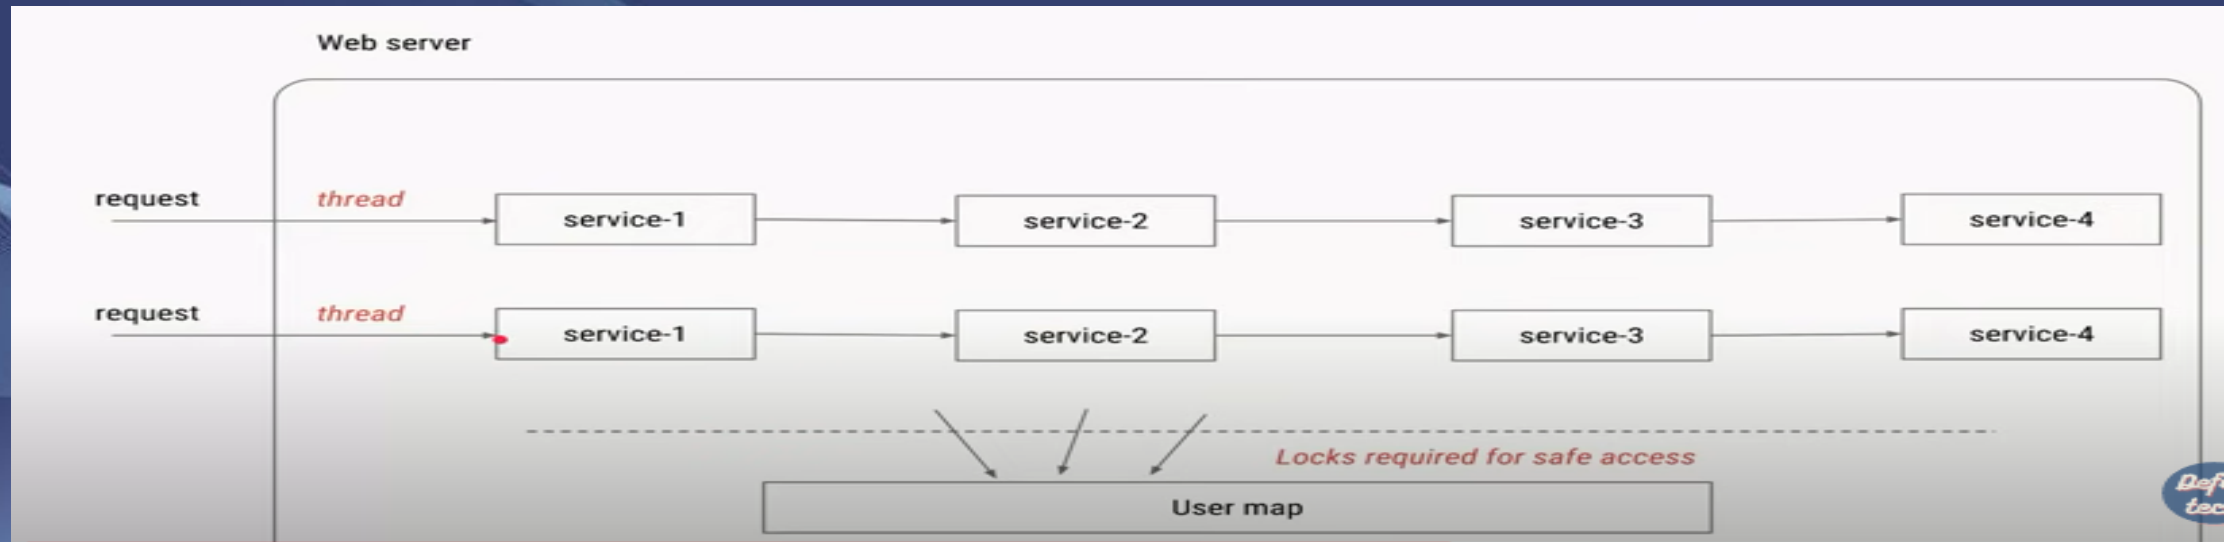 Web server
request thread service-1 service-2 service-3 service-4
request thread service-1 service-2 service-3 service-4
Locks required for safe access
User map